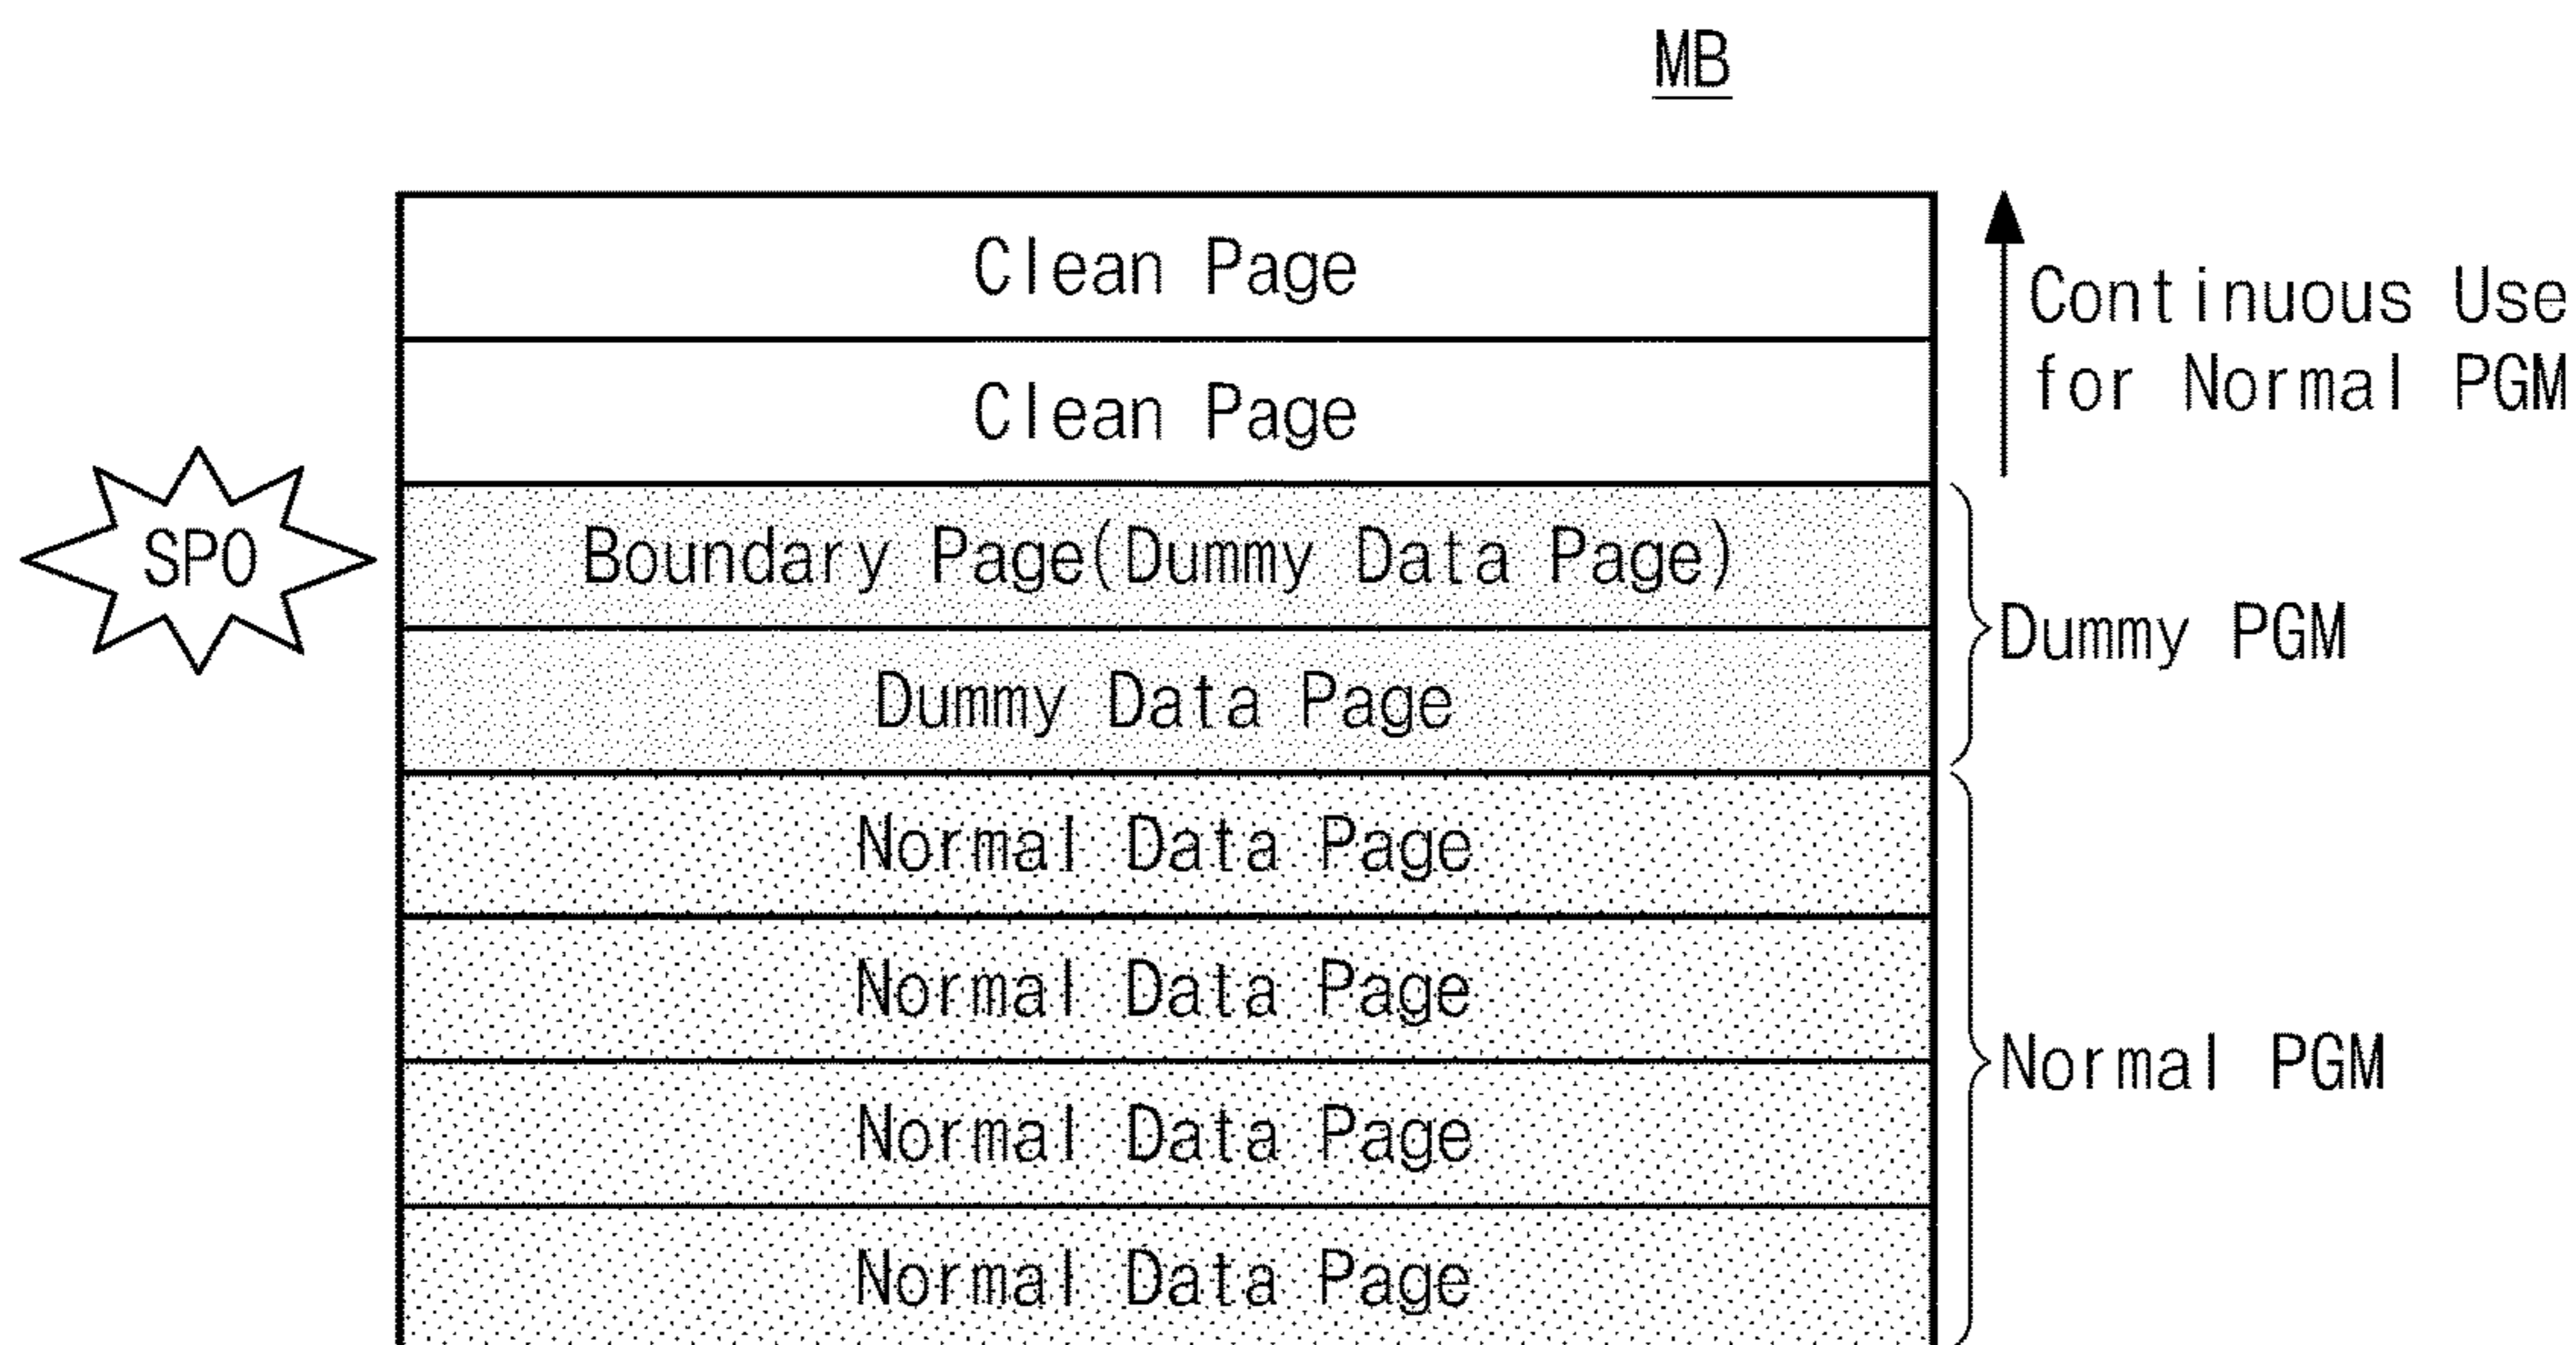 MB
Clean Page
Continuous Use
for Normal PGM
Clean Page
SPO
Boundary Page(Dummy Data Page)
Dummy PGM
Dummy Data Page
Normal Data Page
Normal Data Page
Normal PGM
Normal Data Page
Normal Data Page